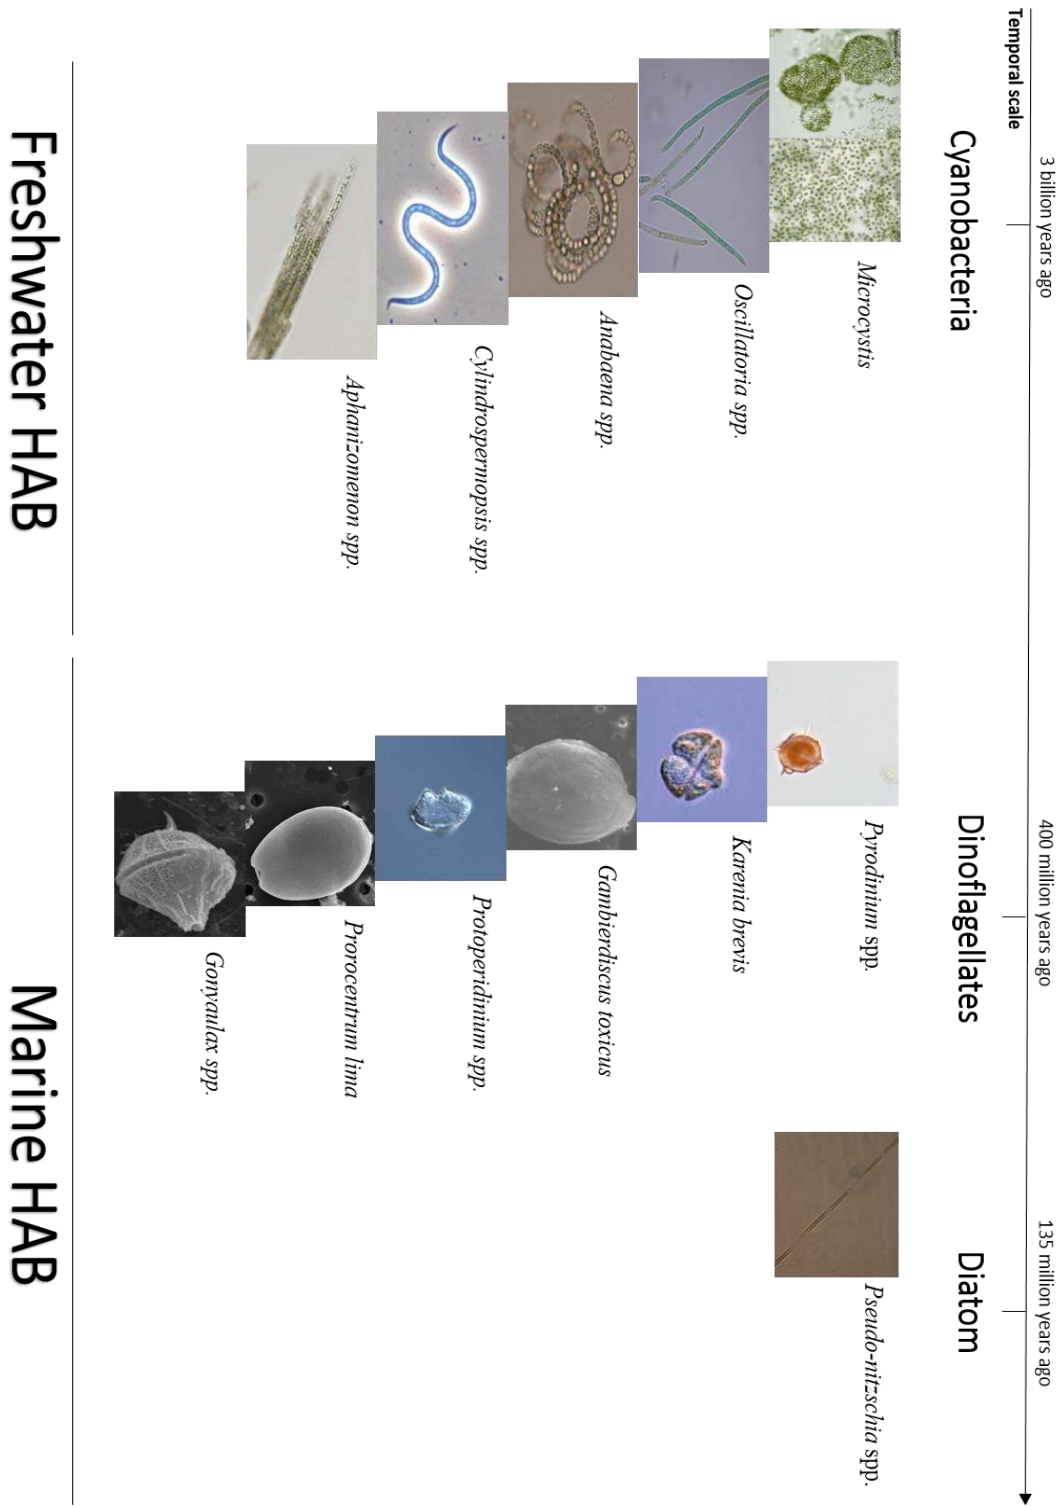 Temporal scale
3 billion years ago
400 million years ago
135 million years ago
Cyanobacteria
Dinoflagellates
Diatom
Microcystis
Oscillatoria spp.
Anabaena spp.
Cylindrospermopsis spp.
Aphanizomenon spp.
Pyrodinium spp.
Karenia brevis
Gambierdiscus toxicus
Protoperidinium spp.
Prorocentrum lima
Gonyaulax spp.
Pseudo-nitzschia spp.
Freshwater HAB
Marine HAB